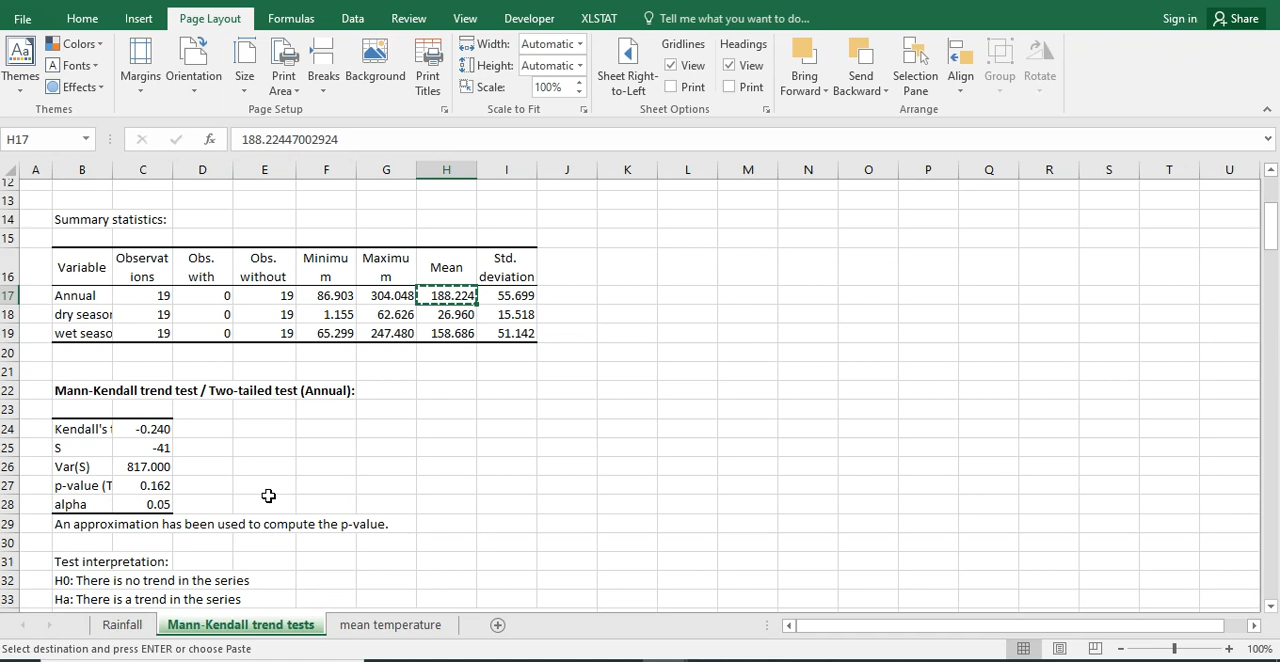 File Home Insert Page Layout Formulas Data Review View Developer XLSTAT Tell me what you want to do... Sign in Share
Aa Colors Width: Automatic Gridlines Headings
A Fonts Height: Automatic View View
Themes Effects Margins Orientation Size Print Area Breaks Background Print Titles Scale: 100% Sheet Right-to-Left Print Print Bring Forward Send Backward Selection Pane Align Group Rotate
Themes Page Setup Scale to Fit Sheet Options Arrange
H17 fx 188.22447002924
A B C D E F G H I J K L M N O P Q R S T U
12
13
14 Summary statistics:
15
16 Variable Observations Obs. with Obs. without Minimum Maximum Mean Std. deviation
17 Annual 19 0 19 86.903 304.048 188.224 55.699
18 dry seasor 19 0 19 1.155 62.626 26.960 15.518
19 wet seaso 19 0 19 65.299 247.480 158.686 51.142
20
21
22 Mann-Kendall trend test / Two-tailed test (Annual):
23
24 Kendall's t -0.240
25 S -41
26 Var(S) 817.000
27 p-value (T 0.162
28 alpha 0.05
29 An approximation has been used to compute the p-value.
30
31 Test interpretation:
32 H0: There is no trend in the series
33 Ha: There is a trend in the series
Rainfall Mann-Kendall trend tests mean temperature
Select destination and press ENTER or choose Paste 100%